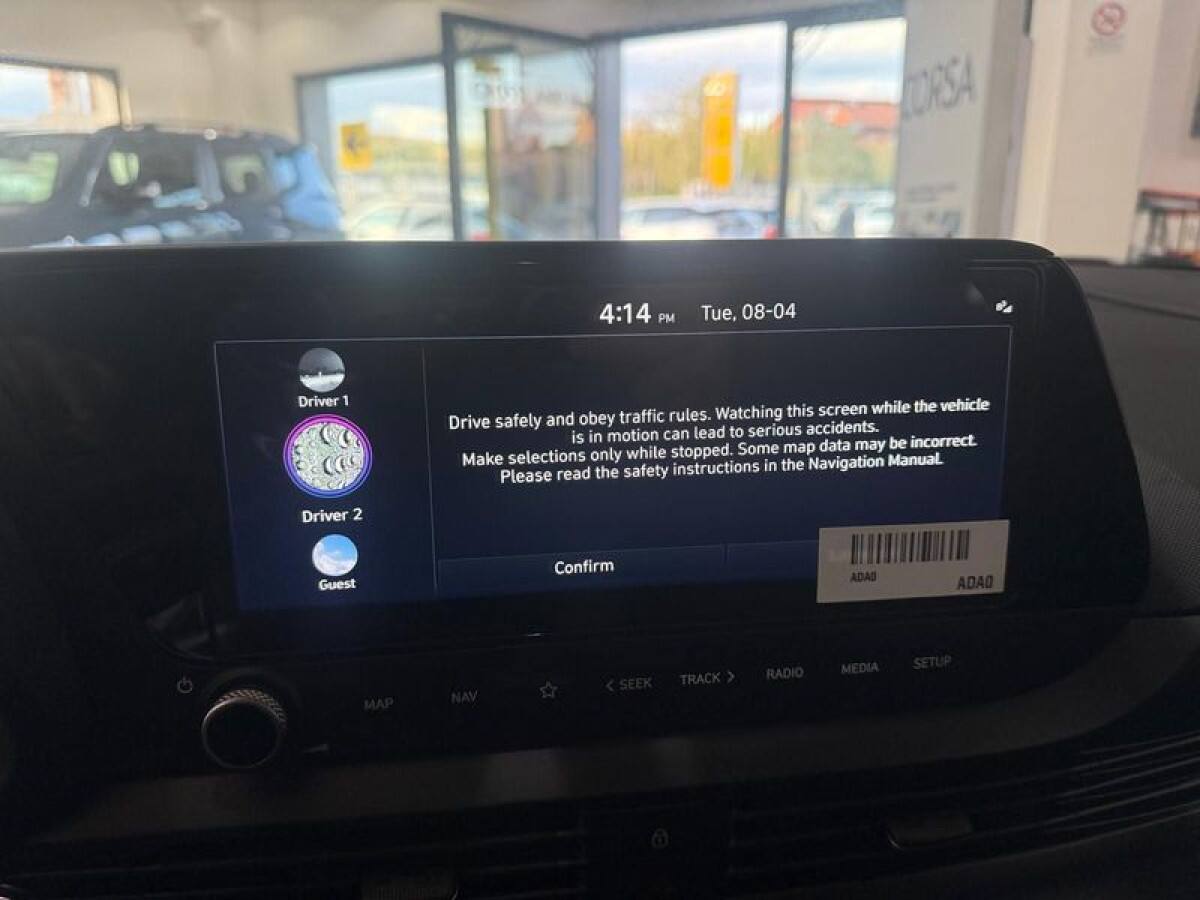 CORSA
4:14 PM Tue, 08-04
Driver 1
Driver 2
Guest
Drive safely and obey traffic rules. Watching this screen while the vehicle
is in motion can lead to serious accidents.
Make selections only while stopped. Some map data may be incorrect.
Please read the safety instructions in the Navigation Manual.
Confirm
ADA0
ADA0
MAP
NAV
< SEEK
TRACK >
RADIO
MEDIA
SETUP